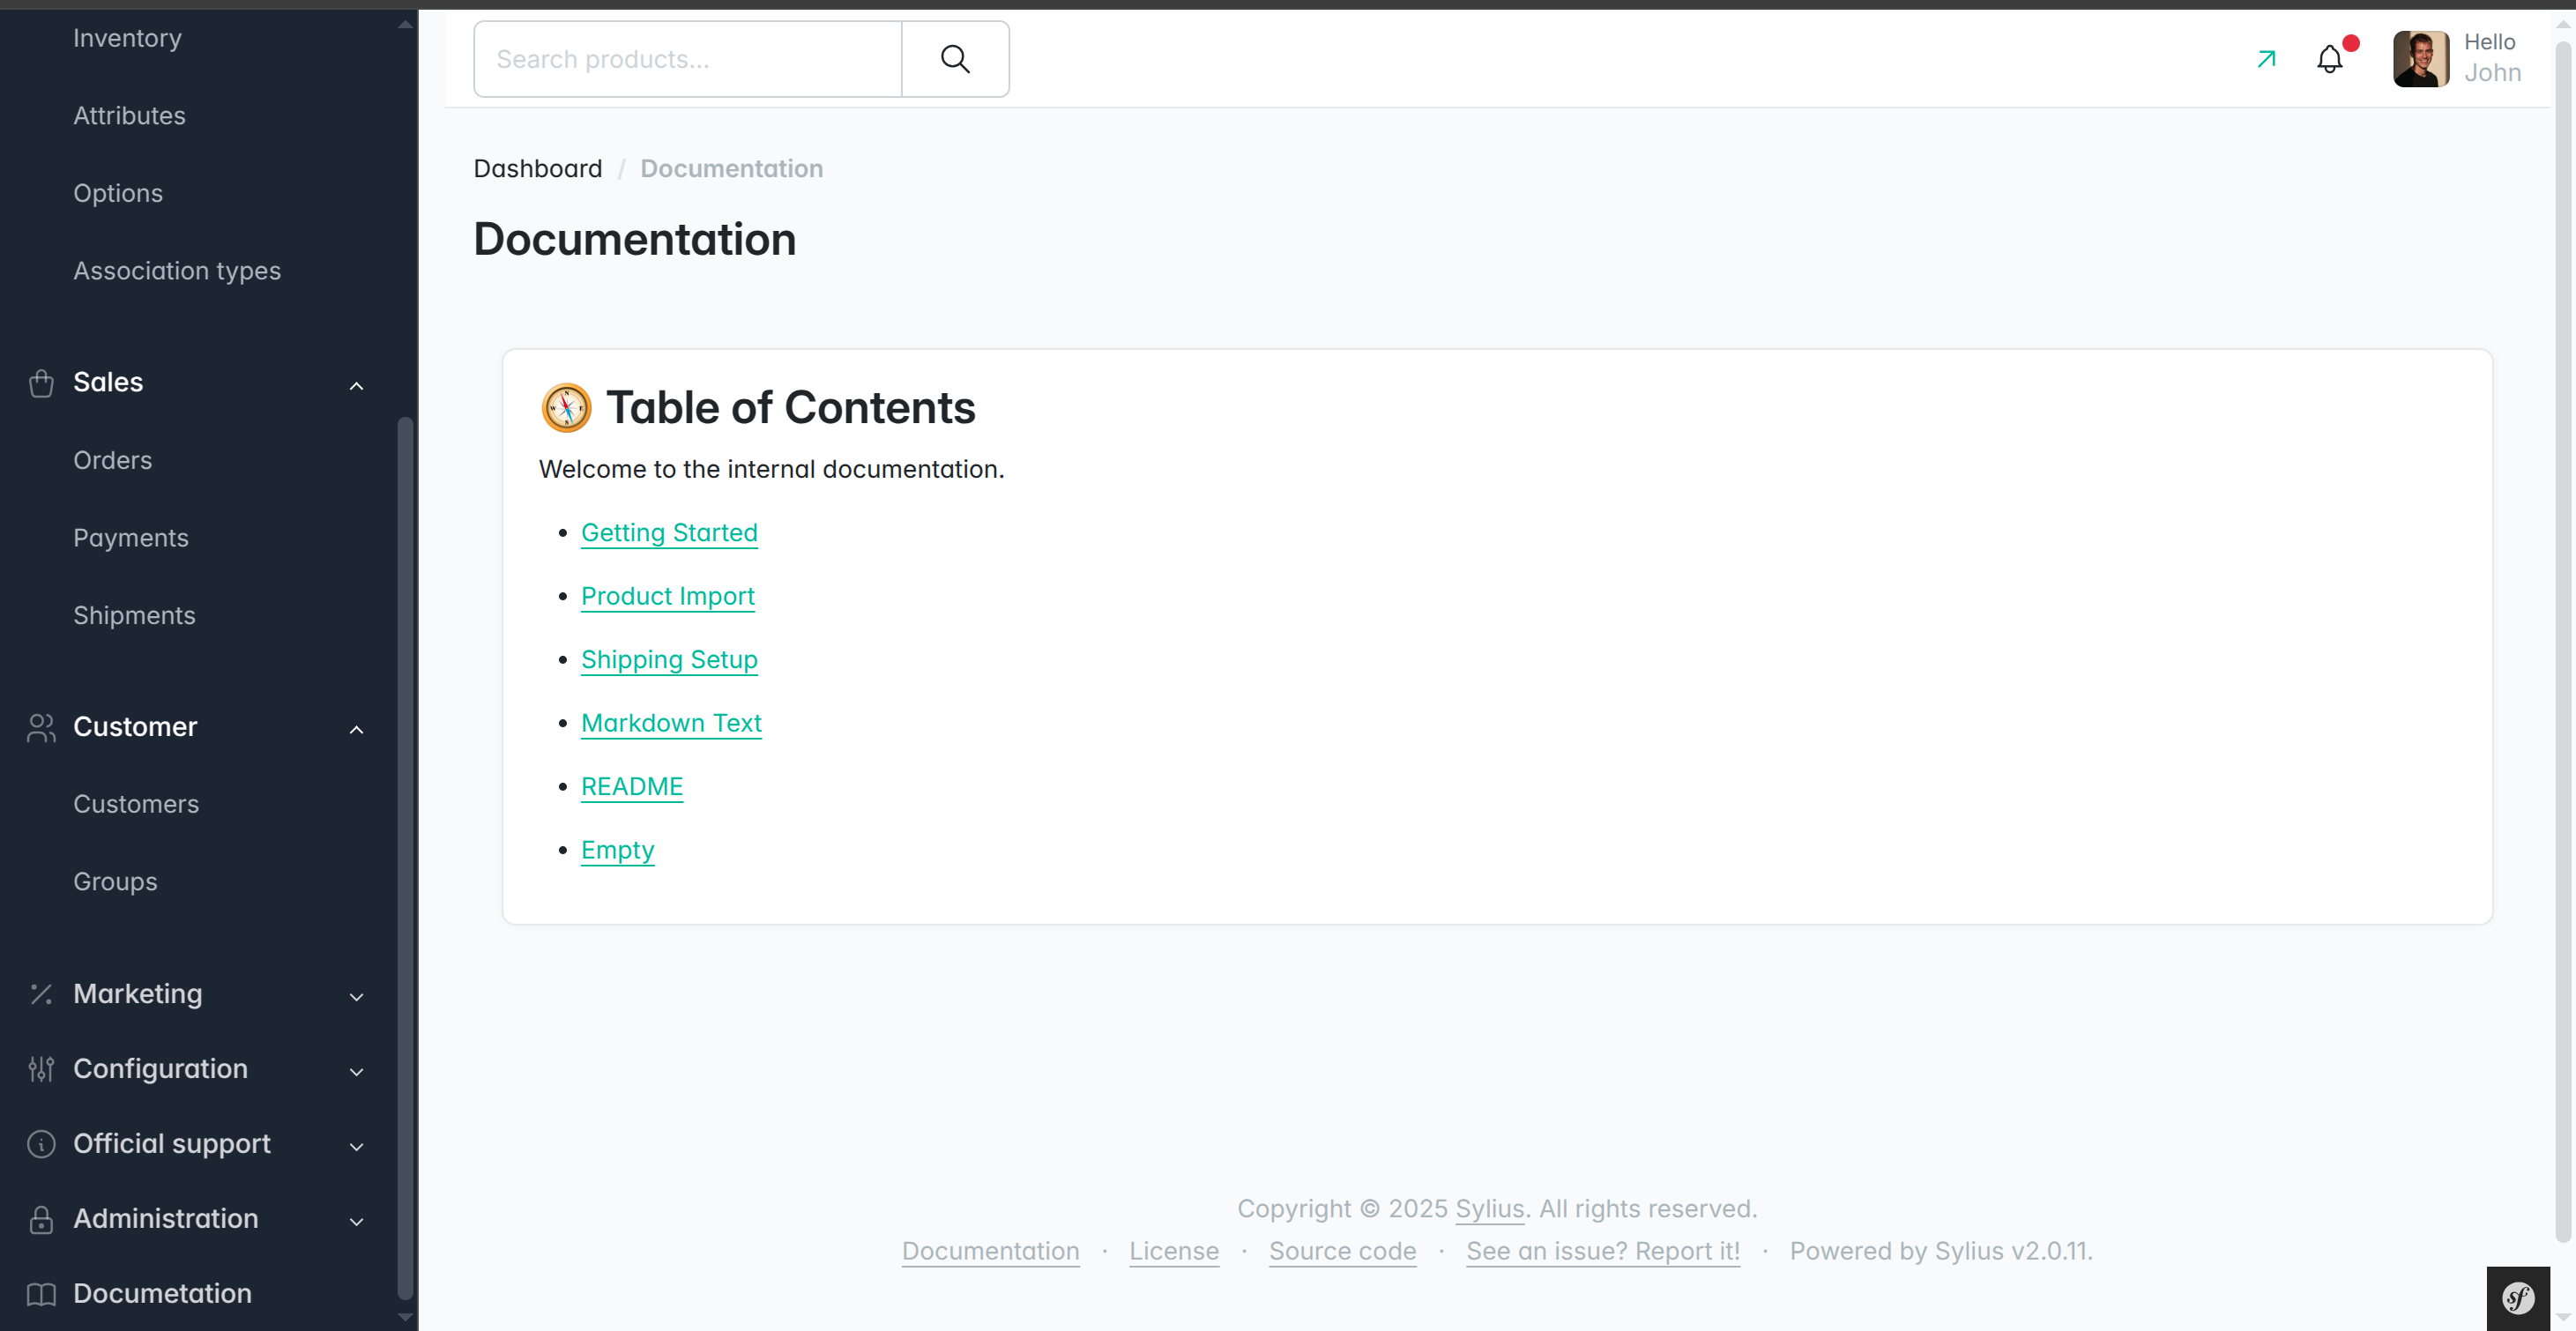 Inventory
Attributes
Options
Association types
Sales
Orders
Payments
Shipments
Customer
Customers
Groups
Marketing
Configuration
Official support
Administration
Documetation
Search products...
Hello
John
Dashboard / Documentation
Documentation
Table of Contents
Welcome to the internal documentation.
Getting Started
Product Import
Shipping Setup
Markdown Text
README
Empty
Copyright © 2025 Sylius. All rights reserved.
Documentation · License · Source code · See an issue? Report it! · Powered by Sylius v2.0.11.
sf